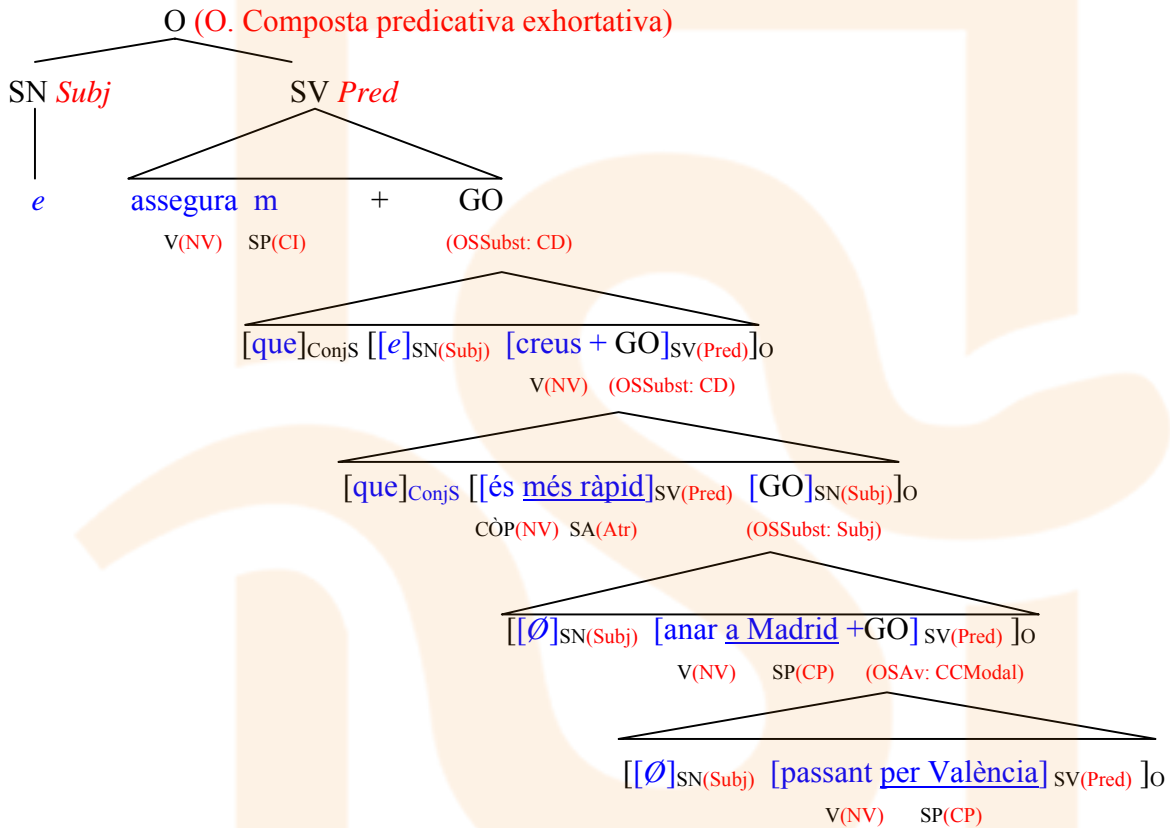 O (O. Composta predicativa exhortativa)
SN Subj SV Pred
e assegura m + GO
V(NV) SP(CI) (OSSubst: CD)
[que]ConjS [[e]SN(Subj) [creus + GO]SV(Pred)]O
V(NV) (OSSubst: CD)
[que]ConjS [[és més ràpid]SV(Pred) [GO]SN(Subj)]O
CÒP(NV) SA(Atr) (OSSubst: Subj)
[[Ø]SN(Subj) [anar a Madrid +GO] SV(Pred) ]O
V(NV) SP(CP) (OSAv: CCModal)
[[Ø]SN(Subj) [passant per València] SV(Pred) ]O
V(NV) SP(CP)